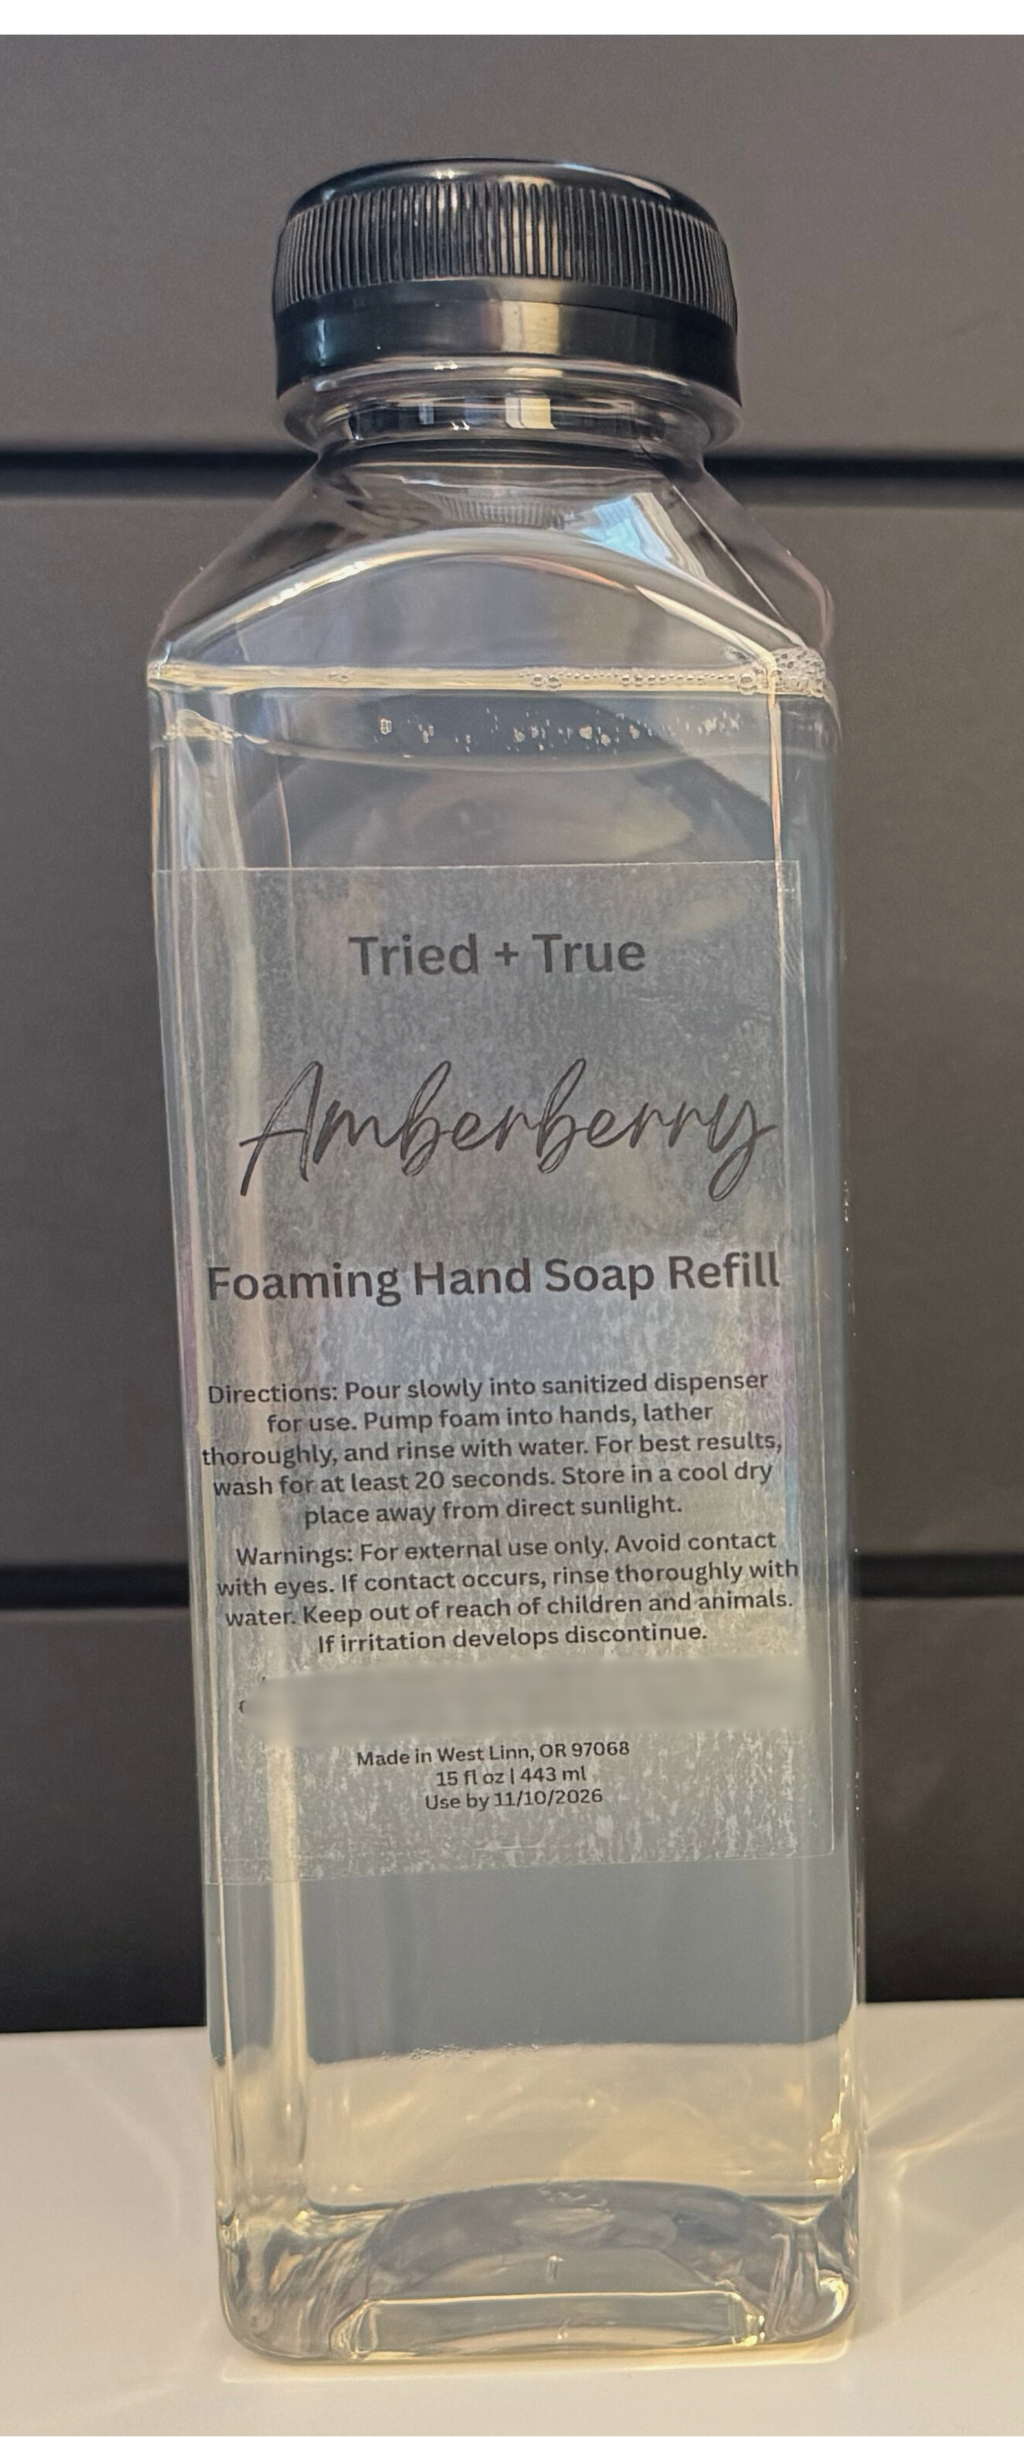 Tried + True
Amberberry
Foaming Hand Soap Refill
Directions: Pour slowly into sanitized dispenser
for use. Pump foam into hands, lather
thoroughly, and rinse with water. For best results,
wash for at least 20 seconds. Store in a cool dry
place away from direct sunlight.
Warnings: For external use only. Avoid contact
with eyes. If contact occurs, rinse thoroughly with
water. Keep out of reach of children and animals.
If irritation develops discontinue.
Made in West Linn, OR 97068
15 fl oz | 443 ml
Use by 11/10/2026